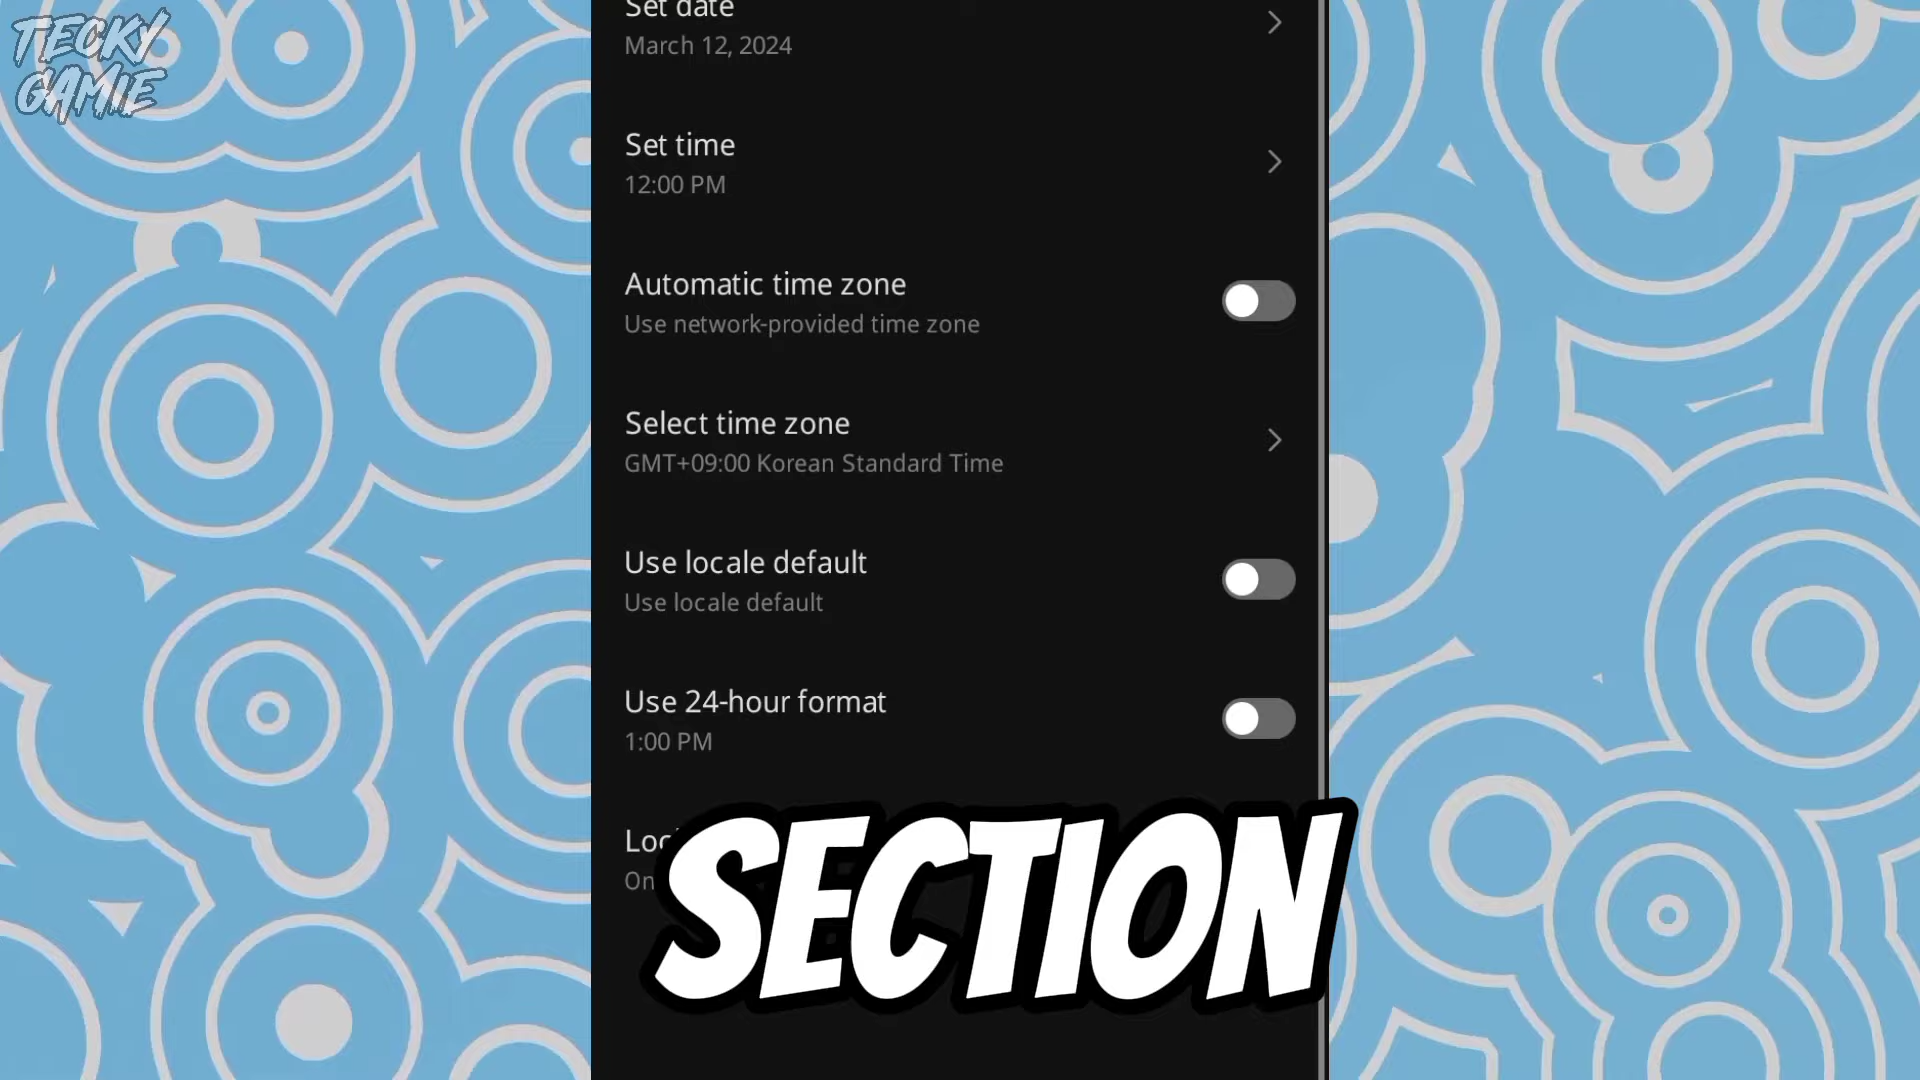 TECKY
GAMIE
Set date
March 12, 2024
Set time
12:00 PM
Automatic time zone
Use network-provided time zone
Select time zone
GMT+09:00 Korean Standard Time
Use locale default
Use locale default
Use 24-hour format
1:00 PM
SECTION